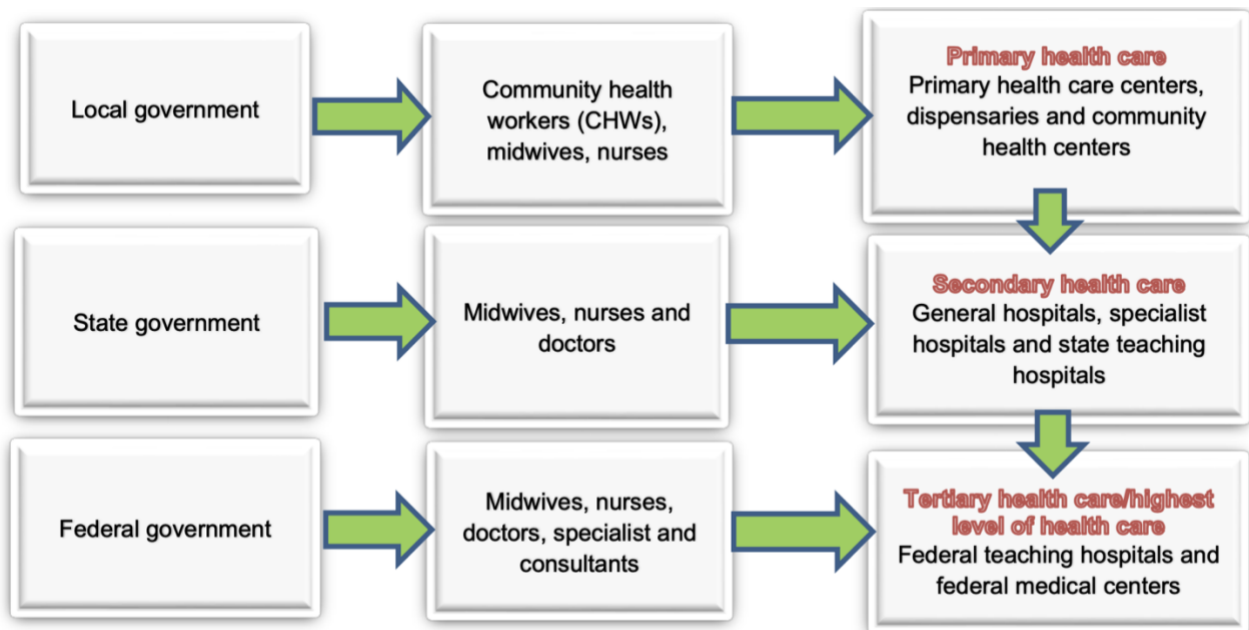 Local government
Community health
workers (CHWs),
midwives, nurses
Primary health care
Primary health care centers,
dispensaries and community
health centers
State government
Midwives, nurses and
doctors
Secondary health care
General hospitals, specialist
hospitals and state teaching
hospitals
Federal government
Midwives, nurses,
doctors, specialist and
consultants
Tertiary health care/highest
level of health care
Federal teaching hospitals and
federal medical centers